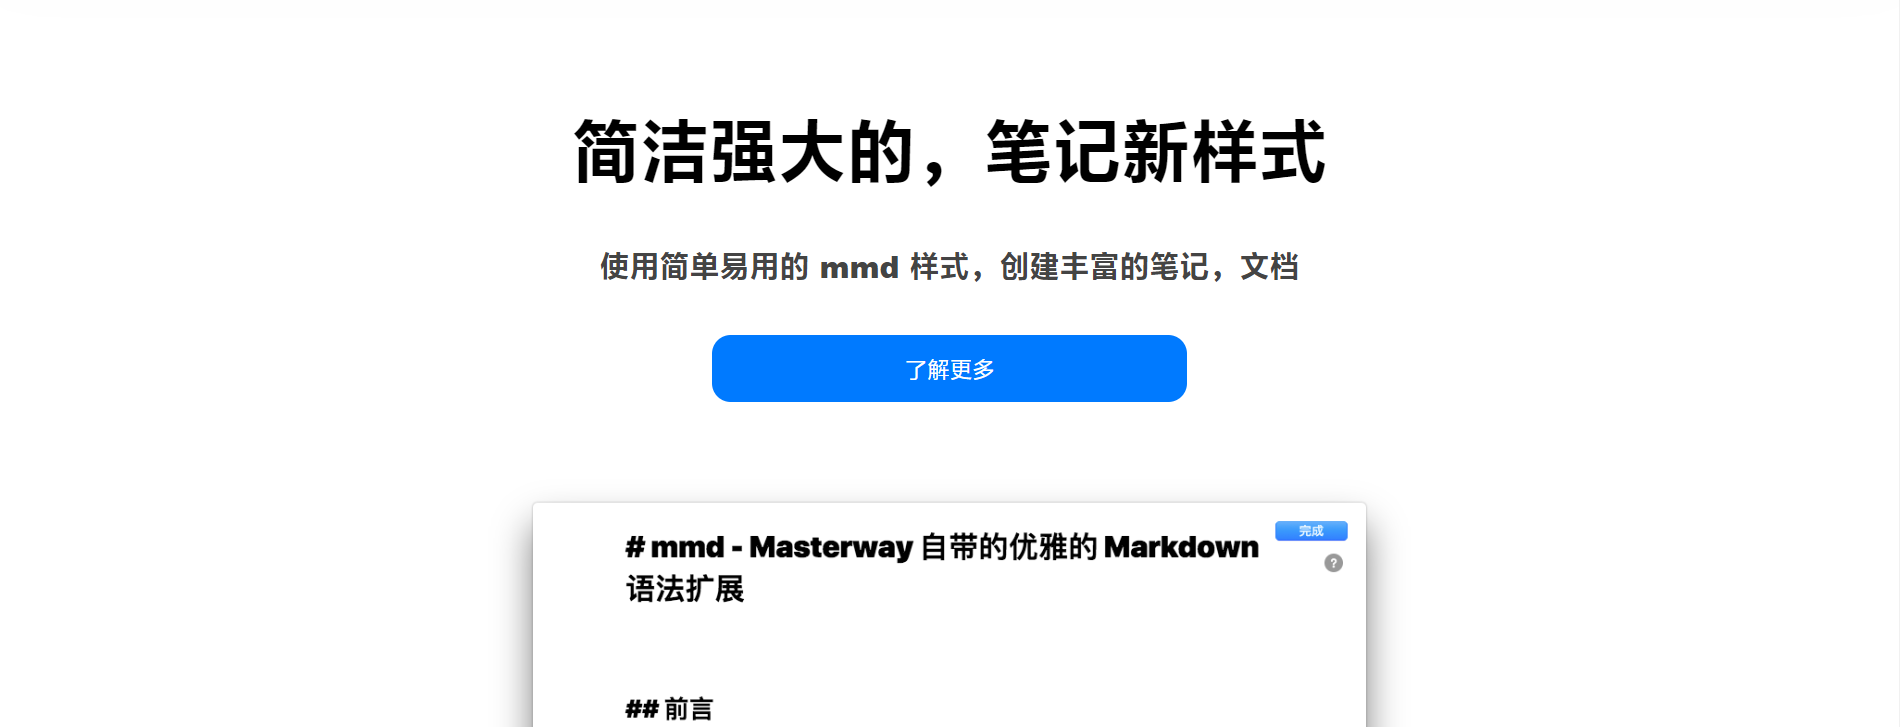 简洁强大的，笔记新样式
使用简单易用的 mmd 样式，创建丰富的笔记，文档
了解更多
完成
# mmd - Masterway 自带的优雅的 Markdown
?
语法扩展
## 前言